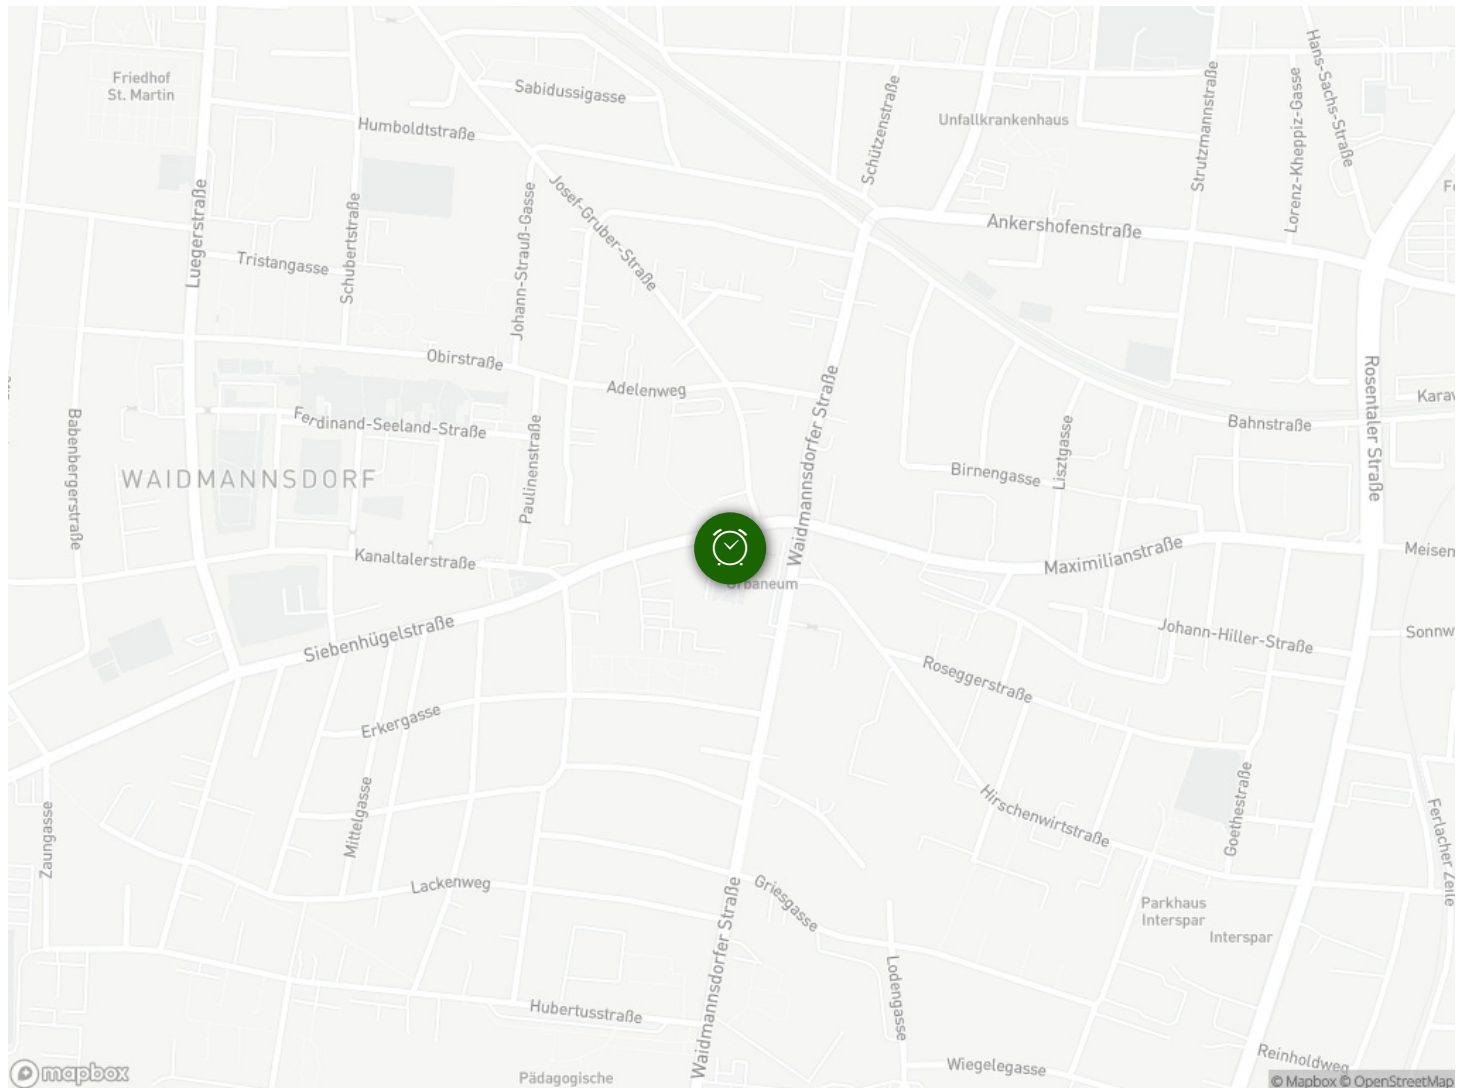 Friedhof
St. Martin
Sabidussigasse
Humboldtstraße
Schützenstraße
Unfallkrankenhaus
Strutzmannstraße
Lorenz-Kheppiz-Gasse
Hans-Sachs-Straße
Luegerstraße
Schubertstraße
Johann-Strauß-Gasse
Josef-Gruber-Straße
Ankershofenstraße
Tristangasse
Obirstraße
Adelenweg
Waidmannsdorfer Straße
Rosentaler Straße
Babenbergerstraße
Ferdinand-Seeland-Straße
Paulinenstraße
Lisztgasse
Bahnstraße
WAIDMANNSDORF
Birnengasse
Kanaltalerstraße
Maximilianstraße
Meisen
Siebenhügelstraße
Johann-Hiller-Straße
Sonnw
Roseggerstraße
Erkergasse
Zaungasse
Mittelgasse
Hirschenwirtstraße
Goethestraße
Ferlacher Zeile
Lackenweg
Griesgasse
Parkhaus
Interspar
Interspar
Waidmannsdorfer Straße
Lodengasse
Hubertusstraße
Wiegelegasse
Reinholdweg
Pädagogische
mapbox
© Mapbox © OpenStreetMap